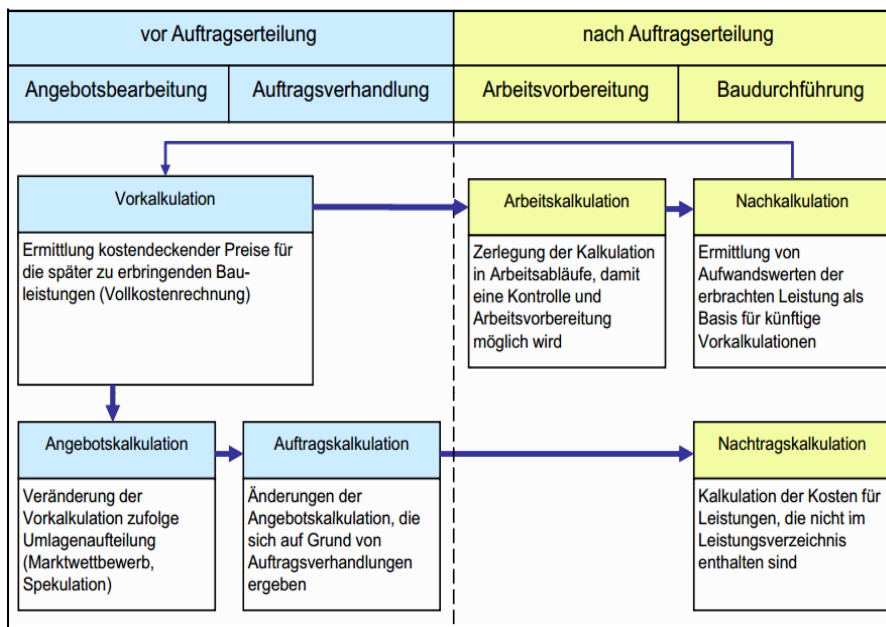 vor Auftragserteilung
nach Auftragserteilung
Angebotsbearbeitung
Auftragsverhandlung
Arbeitsvorbereitung
Baudurchführung
Vorkalkulation
Ermittlung kostendeckender Preise für
die später zu erbringenden Bau-
leistungen (Vollkostenrechnung)
Arbeitskalkulation
Zerlegung der Kalkulation
in Arbeitsabläufe, damit
eine Kontrolle und
Arbeitsvorbereitung
möglich wird
Nachkalkulation
Ermittlung von
Aufwandswerten der
erbrachten Leistung als
Basis für künftige
Vorkalkulationen
Angebotskalkulation
Veränderung der
Vorkalkulation zufolge
Umlagenaufteilung
(Marktwettbewerb,
Spekulation)
Auftragskalkulation
Änderungen der
Angebotskalkulation, die
sich auf Grund von
Auftragsverhandlungen
ergeben
Nachtragskalkulation
Kalkulation der Kosten für
Leistungen, die nicht im
Leistungsverzeichnis
enthalten sind